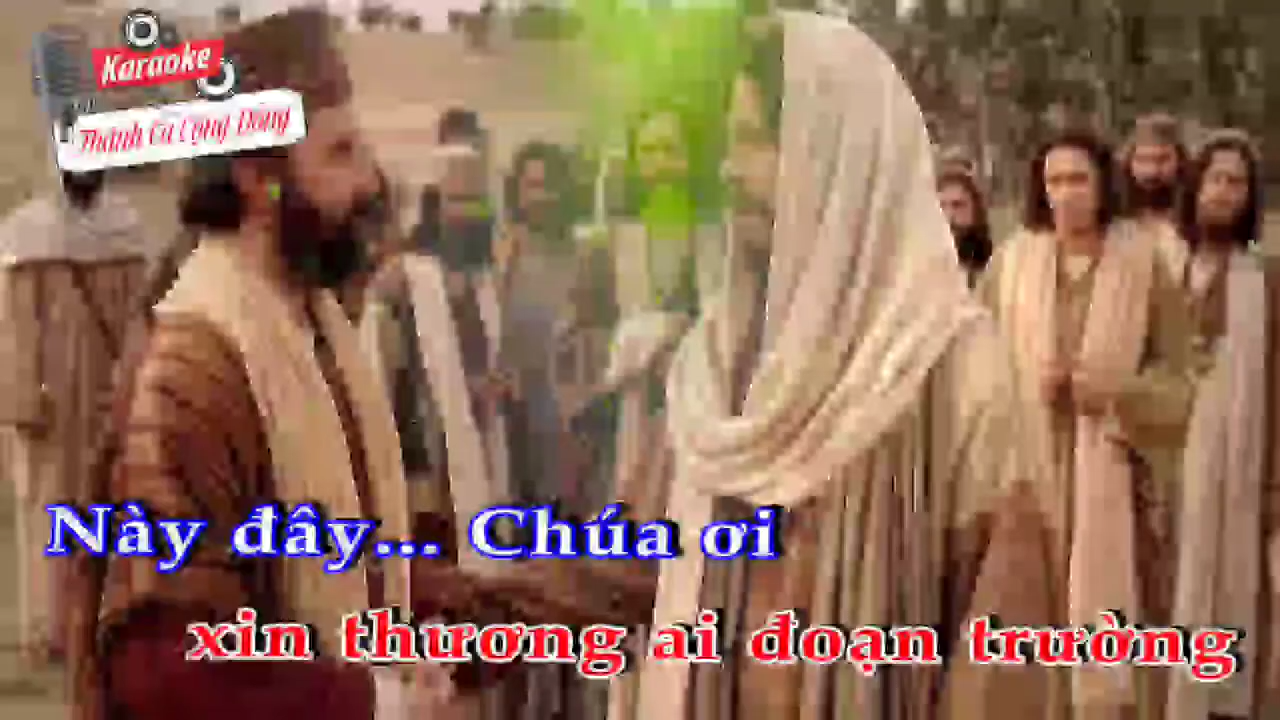 Karaoke
Thánh Ca Cộng Đồng
Này đây... Chúa ơi
xin thương ai đoạn trường